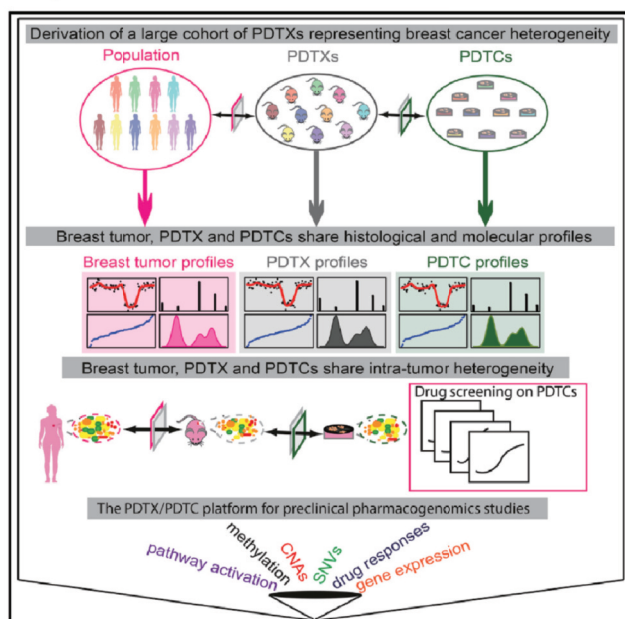 Derivation of a large cohort of PDTXs representing breast cancer heterogeneity
Population
PDTXs
PDTCs
Breast tumor, PDTX and PDTCs share histological and molecular profiles
Breast tumor profiles
PDTX profiles
PDTC profiles
Breast tumor, PDTX and PDTCs share intra-tumor heterogeneity
Drug screening on PDTCs
The PDTX/PDTC platform for preclinical pharmacogenomics studies
pathway activation
methylation
CNAs
SNVs
drug responses
gene expression